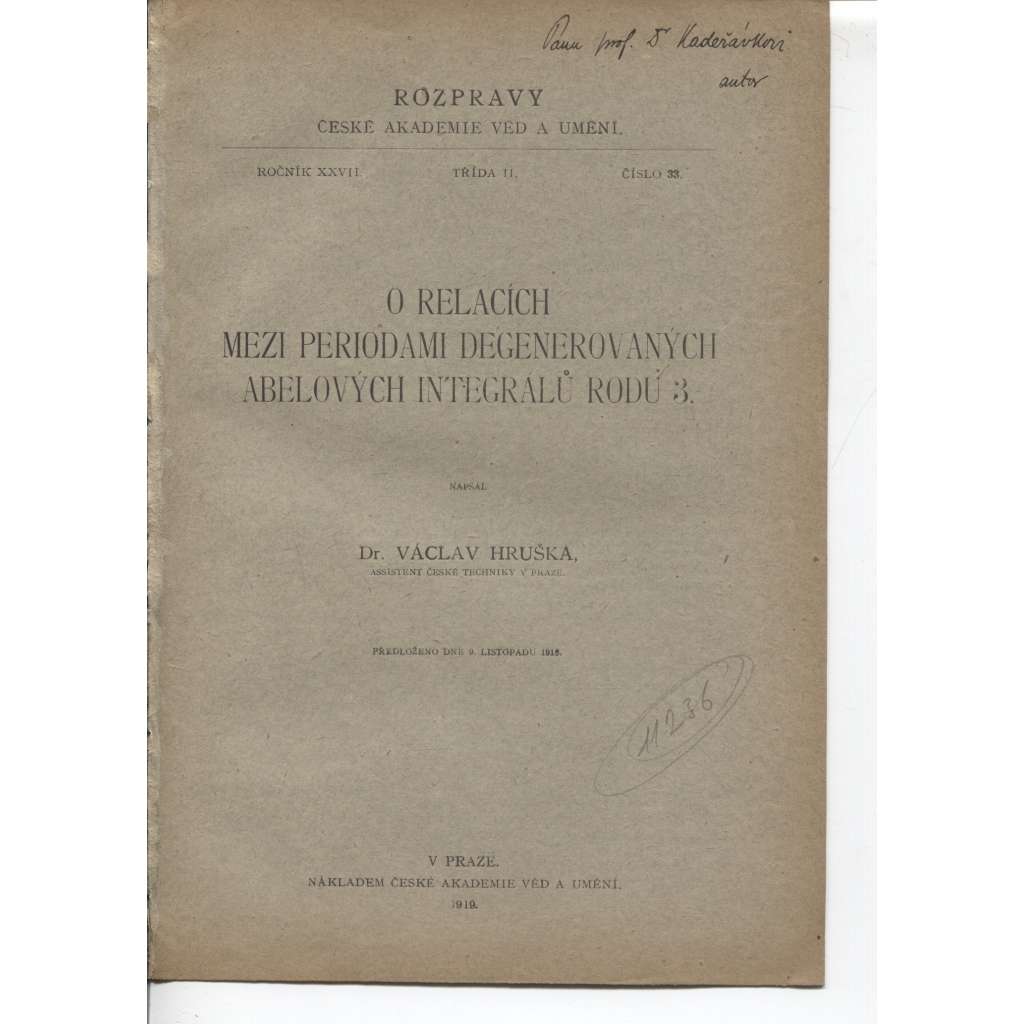 Panu prof. Dr Kadeřávkovi
autor
ROZPRAVY
ČESKÉ AKADEMIE VĚD A UMĚNÍ.
ROČNÍK XXVII. TŘÍDA II. ČÍSLO 33.
O RELACÍCH
MEZI PERIODAMI DEGENEROVANÝCH
ABELOVÝCH INTEGRÁLŮ RODU 3.
NAPSAL
Dr. VÁCLAV HRUŠKA,
ASSISTENT ČESKÉ TECHNIKY V PRAZE.
PŘEDLOŽENO DNE 9. LISTOPADU 1918.
11236
V PRAZE.
NÁKLADEM ČESKÉ AKADEMIE VĚD A UMĚNÍ.
1919.